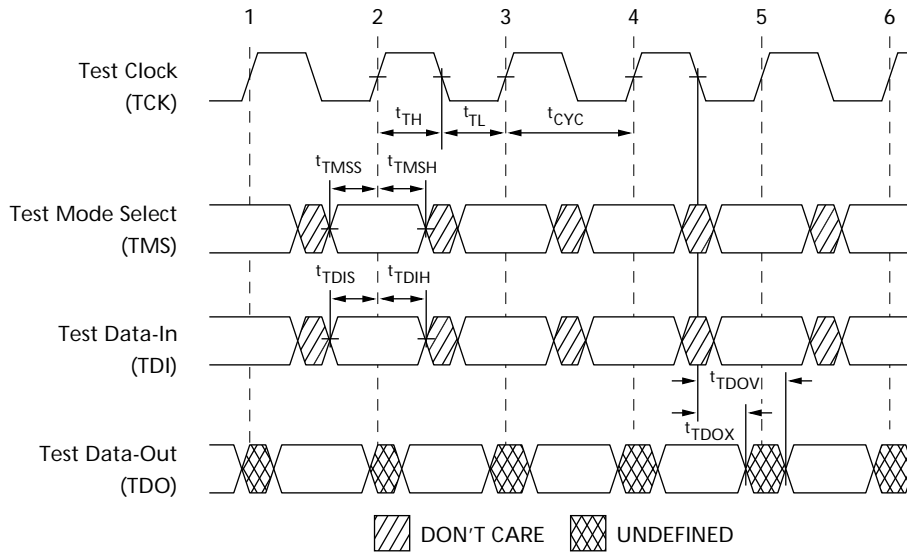 1 2 3 4 5 6
Test Clock
(TCK)
tTH tTL tCYC
tTMSS tTMSH
Test Mode Select
(TMS)
tTDIS tTDIH
Test Data-In
(TDI)
tTDOV
tTDOX
Test Data-Out
(TDO)
DON'T CARE UNDEFINED